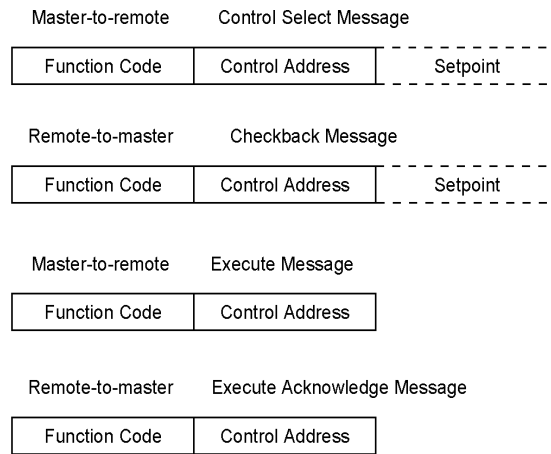 Master-to-remote Control Select Message
Function Code Control Address Setpoint
Remote-to-master Checkback Message
Function Code Control Address Setpoint
Master-to-remote Execute Message
Function Code Control Address
Remote-to-master Execute Acknowledge Message
Function Code Control Address